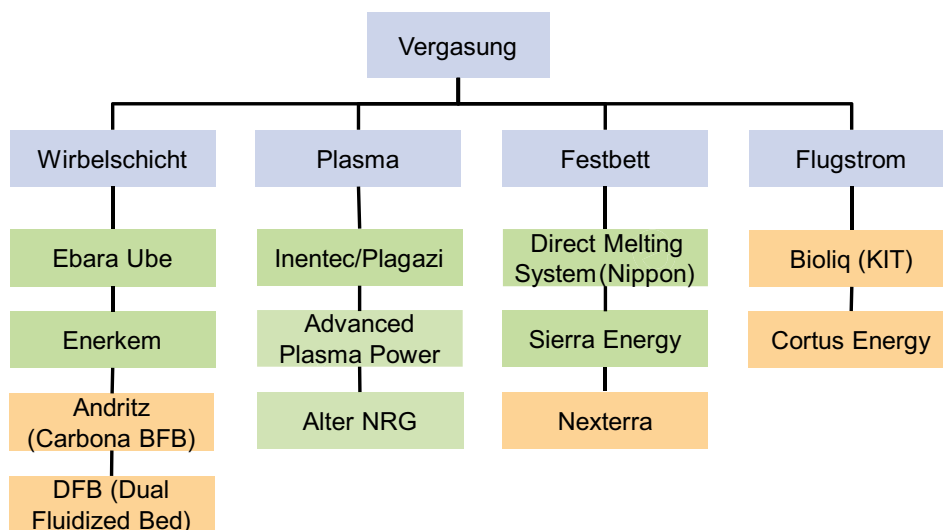 Vergasung
Wirbelschicht
Plasma
Festbett
Flugstrom
Ebara Ube
Inentec/Plagazi
Direct Melting
System (Nippon)
Bioliq (KIT)
Enerkem
Advanced
Plasma Power
Sierra Energy
Cortus Energy
Andritz
(Carbona BFB)
Alter NRG
Nexterra
DFB (Dual
Fluidized Bed)